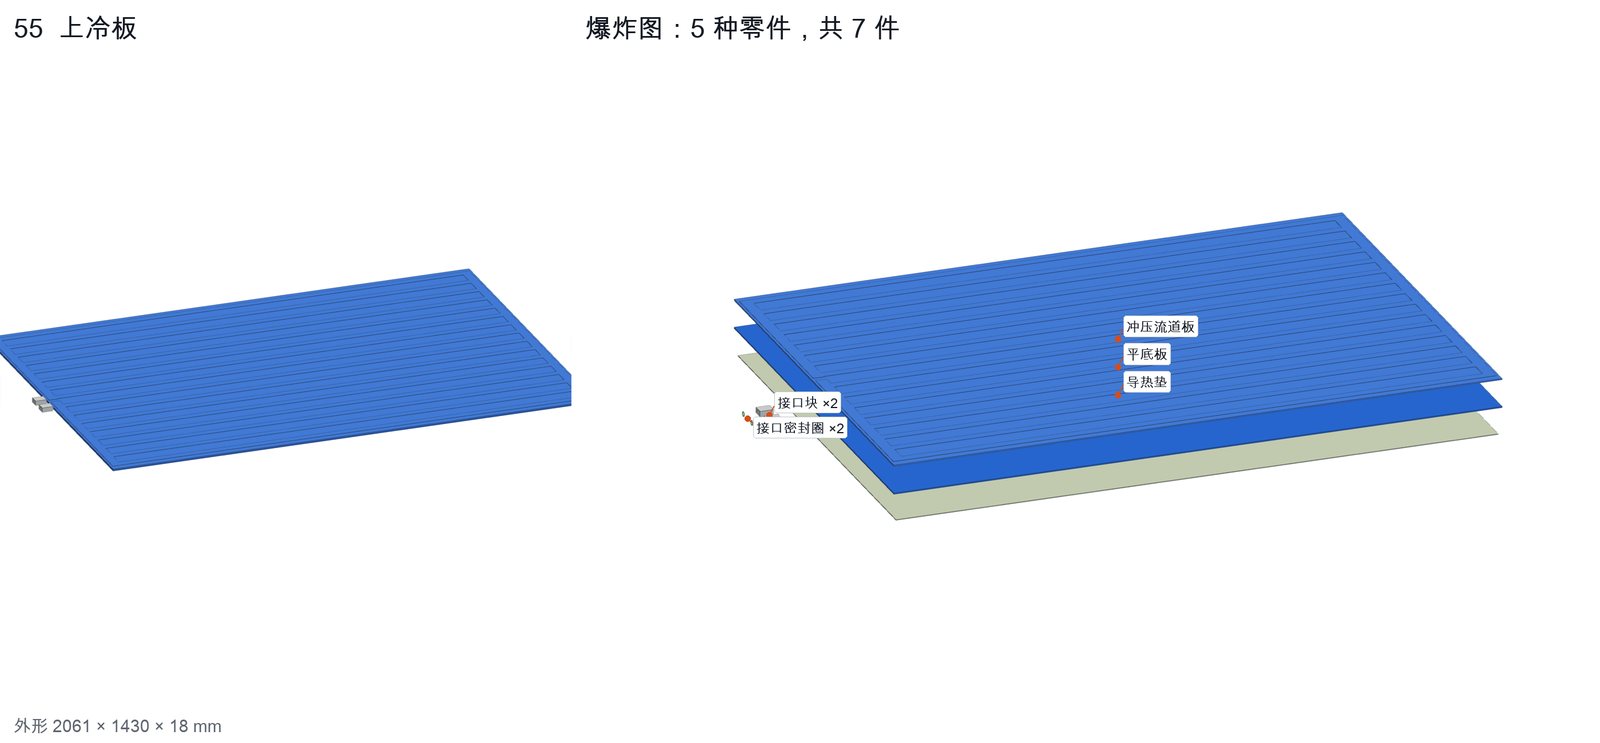 55 上冷板
爆炸图：5 种零件，共 7 件
冲压流道板
平底板
导热垫
接口块 ×2
接口密封圈 ×2
外形 2061 × 1430 × 18 mm